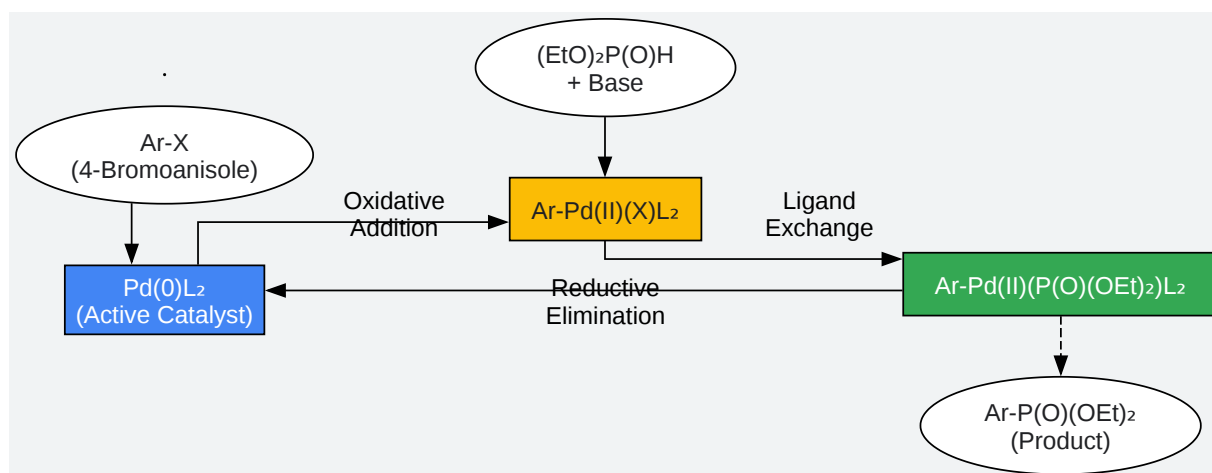 (EtO)₂P(O)H
+ Base
Ar-X
(4-Bromoanisole)
Oxidative
Addition
Ar-Pd(II)(X)L₂
Ligand
Exchange
Pd(0)L₂
(Active Catalyst)
Reductive
Elimination
Ar-Pd(II)(P(O)(OEt)₂)L₂
Ar-P(O)(OEt)₂
(Product)